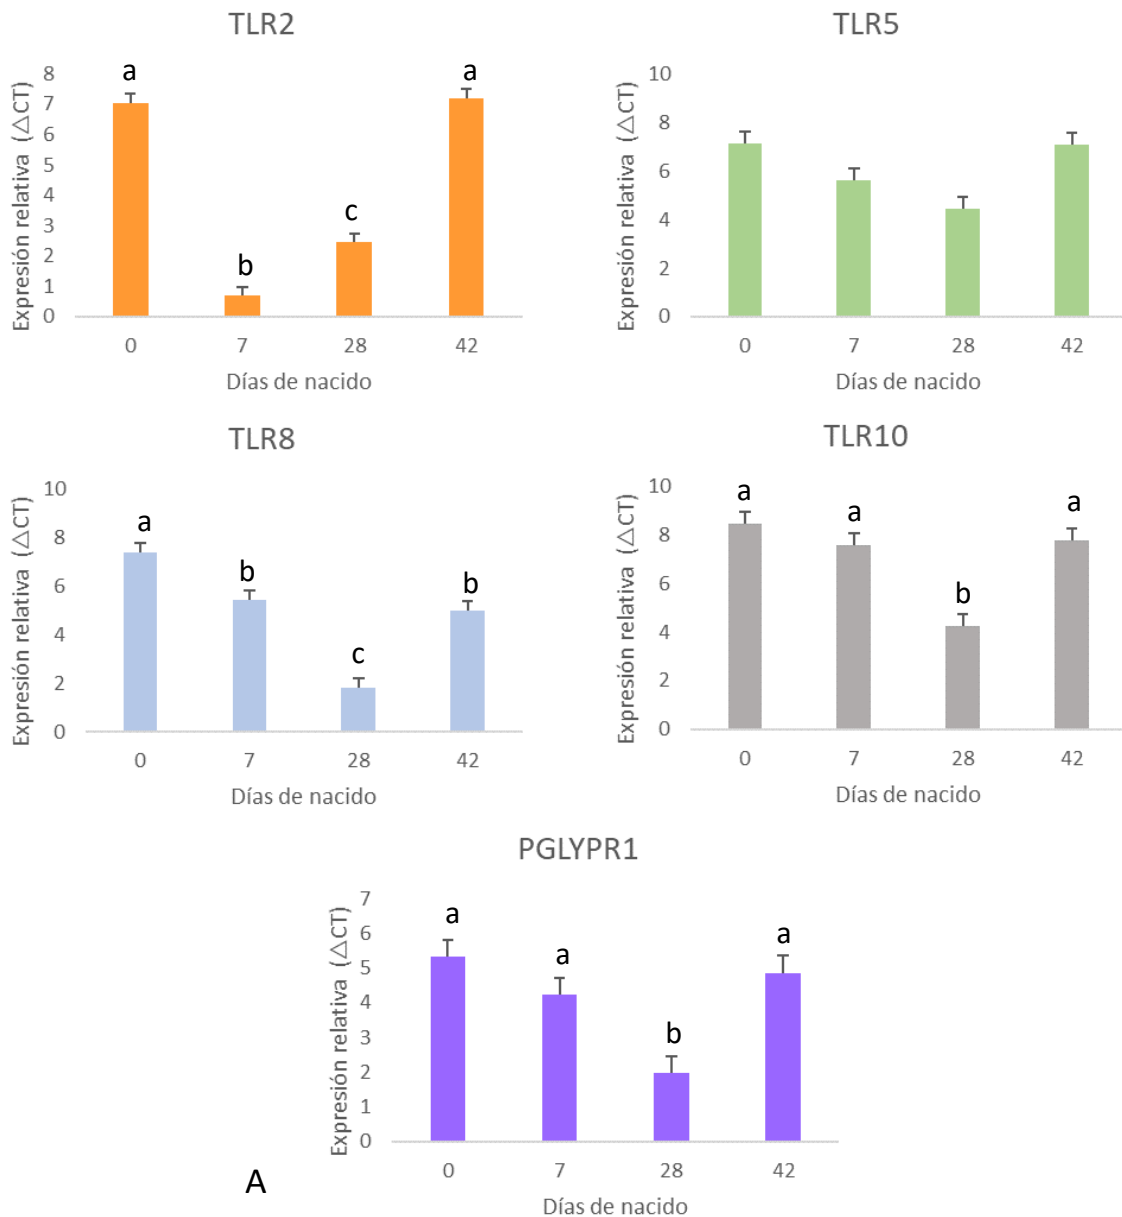 TLR2
Expresión relativa (△CT)
8
7
6
5
4
3
2
1
0
a
b
c
a
0 7 28 42
Días de nacido
TLR5
Expresión relativa (△CT)
10
8
6
4
2
0
0 7 28 42
Días de nacido
TLR8
Expresión relativa (△CT)
10
8
6
4
2
0
a
b
c
b
0 7 28 42
Días de nacido
TLR10
Expresión relativa (△CT)
10
8
6
4
2
0
a
a
b
a
0 7 28 42
Días de nacido
PGLYPR1
Expresión relativa (△CT)
7
6
5
4
3
2
1
0
a
a
b
a
0 7 28 42
Días de nacido
A